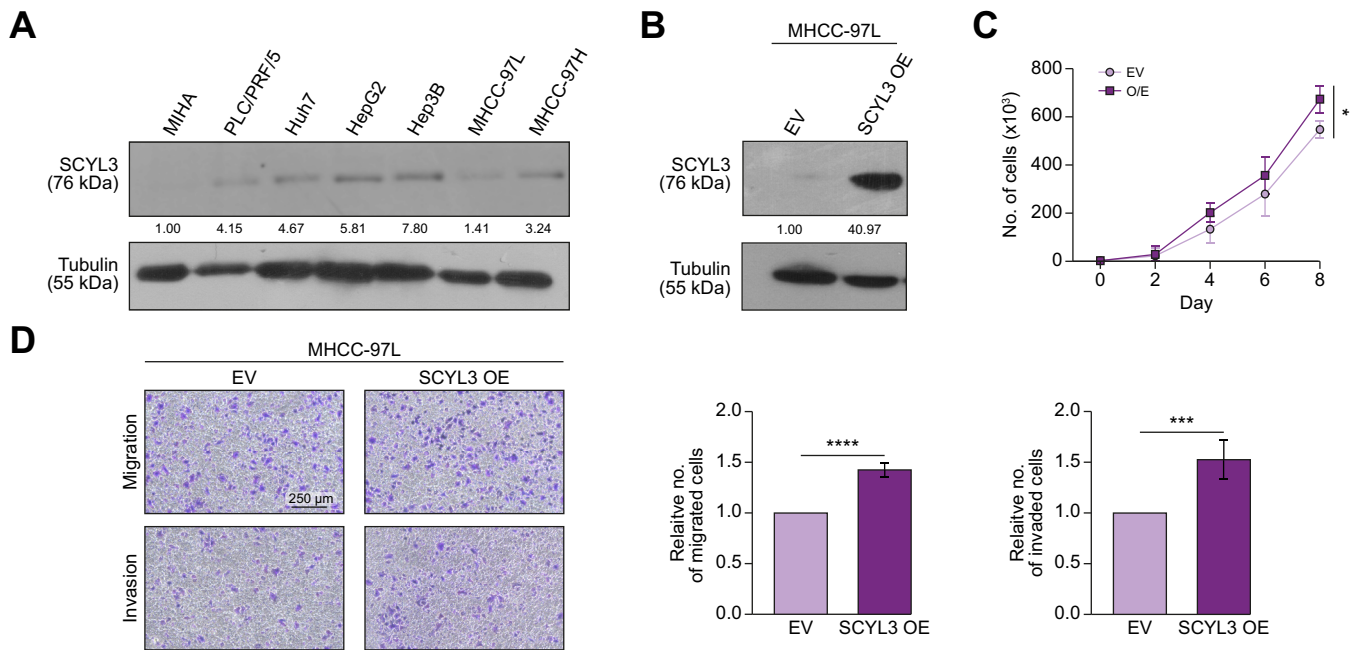 A
MIHA
PLC/PRF/5
Huh7
HepG2
Hep3B
MHCC-97L
MHCC-97H
SCYL3
(76 kDa)
1.00 4.15 4.67 5.81 7.80 1.41 3.24
Tubulin
(55 kDa)
B
MHCC-97L
EV
SCYL3 OE
SCYL3
(76 kDa)
1.00 40.97
Tubulin
(55 kDa)
C
EV
O/E
No. of cells (x10³)
800
600
400
200
0
0 2 4 6 8
Day
*
D
MHCC-97L
EV SCYL3 OE
Migration
250 µm
Invasion
Relaitve no.
of migrated cells
2.0
1.5
1.0
0.5
0.0
****
EV SCYL3 OE
Relaitve no.
of invaded cells
2.0
1.5
1.0
0.5
0.0
***
EV SCYL3 OE